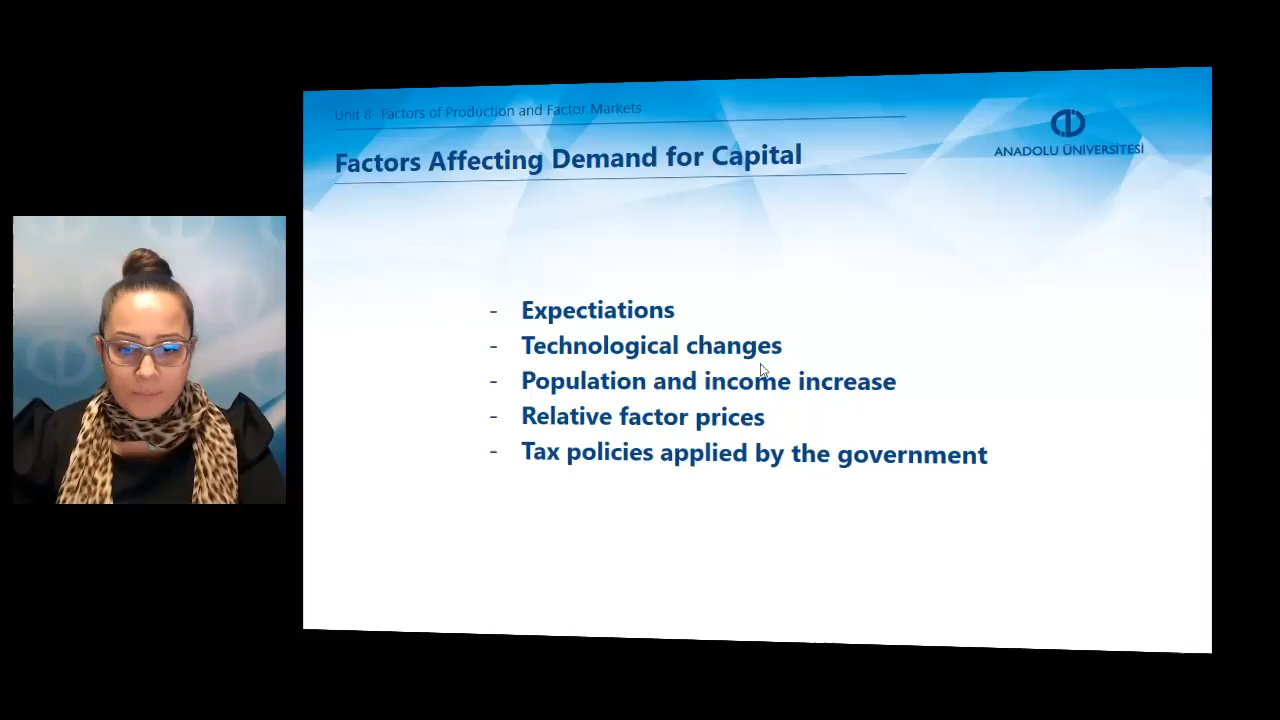 Unit 8- Factors of Production and Factor Markets
Factors Affecting Demand for Capital
ANADOLU ÜNİVERSİTESİ
- Expectiations
- Technological changes
- Population and income increase
- Relative factor prices
- Tax policies applied by the government